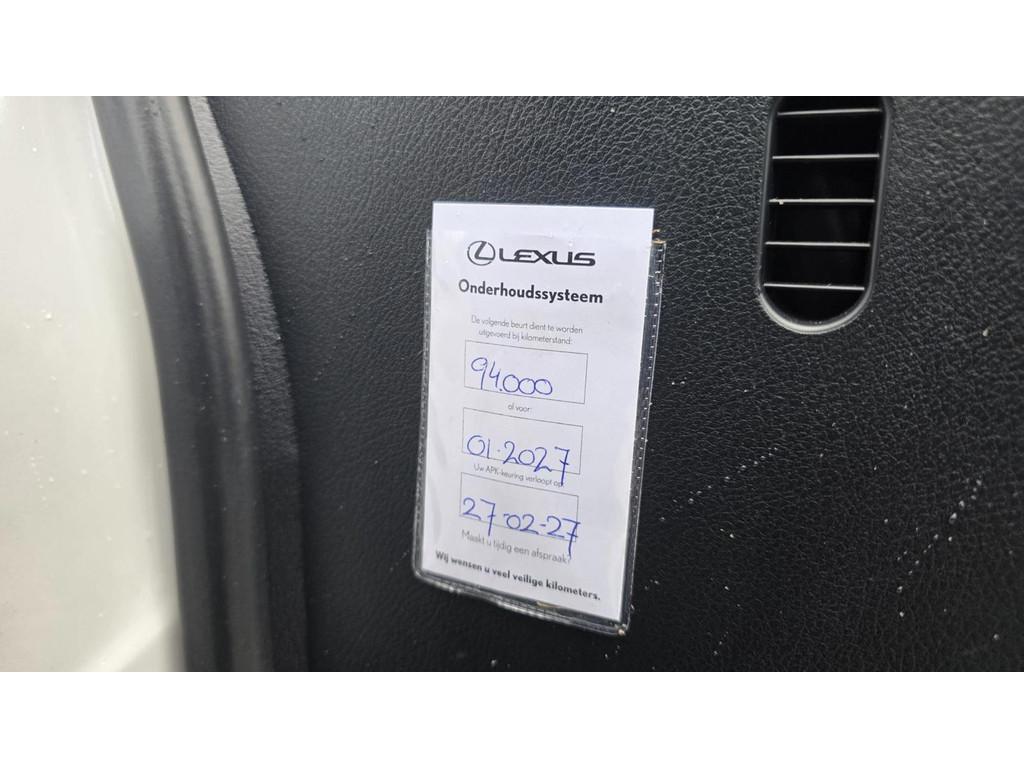 LEXUS
Onderhoudssysteem
De volgende beurt dient te worden
uitgevoerd bij kilometerstand:
94.000
of voor:
01.2027
Uw APK-keuring verloopt op:
27-02-27
Maakt u tijdig een afspraak?
Wij wensen u veel veilige kilometers.